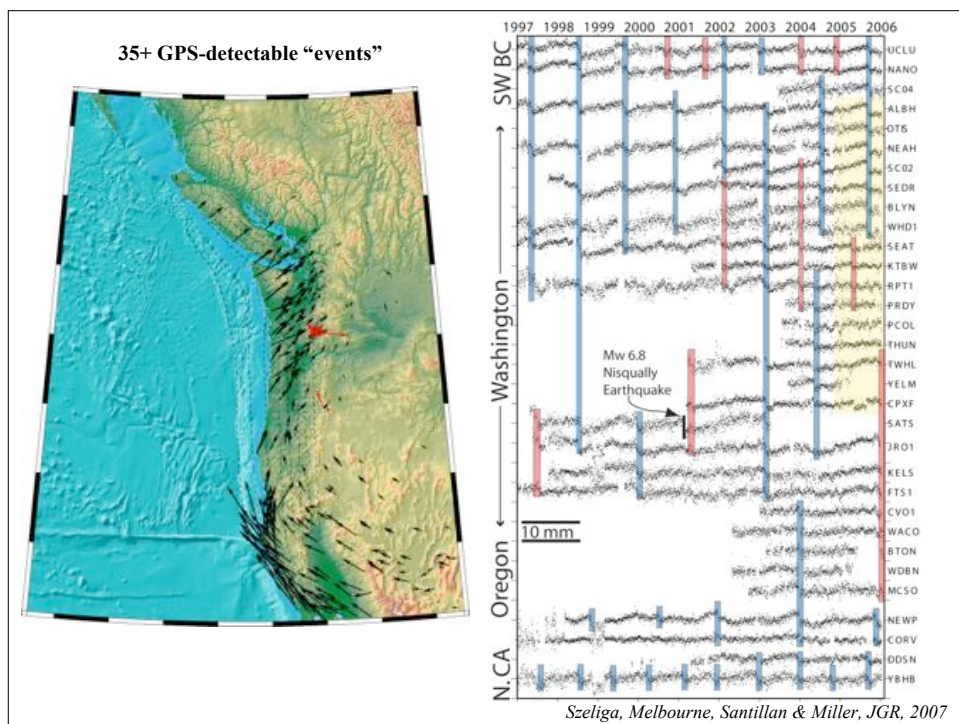 35+ GPS-detectable “events”
1997 1998 1999 2000 2001 2002 2003 2004 2005 2006
SW BC
Washington
Oregon
N. CA
UCLU
NANO
SC04
ALBH
OTIS
NEAH
SC02
SEDR
BLYN
WHD1
SEAT
KTBW
RPT1
PRDY
PCOL
THUN
TWHL
YELM
CPXF
SATS
JRO1
KELS
FTS1
CVO1
WACO
BTON
WDBN
MCSO
NEWP
CORV
DDSN
YBHB
Mw 6.8
Nisqually
Earthquake
10 mm
Szeliga, Melbourne, Santillan & Miller, JGR, 2007